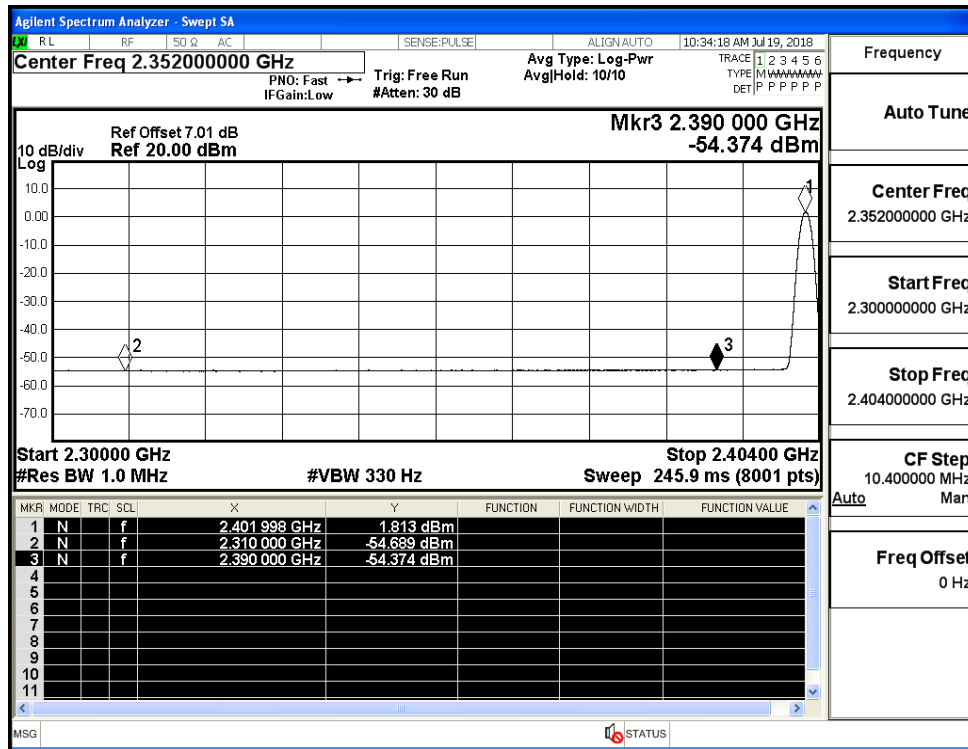 Agilent Spectrum Analyzer - Swept SA
LXI RL RF 50 Ω AC SENSE:PULSE ALIGN AUTO 10:34:18 AM Jul 19, 2018
Center Freq 2.352000000 GHz
PNO: Fast
IFGain:Low
Trig: Free Run
#Atten: 30 dB
Avg Type: Log-Pwr
Avg|Hold: 10/10
TRACE 1 2 3 4 5 6
TYPE M WWWWW
DET P P P P P P
Mkr3 2.390 000 GHz
-54.374 dBm
Ref Offset 7.01 dB
10 dB/div Ref 20.00 dBm
Log
10.0
0.00
-10.0
-20.0
-30.0
-40.0
-50.0
-60.0
-70.0
1
2
3
Start 2.30000 GHz Stop 2.40400 GHz
#Res BW 1.0 MHz #VBW 330 Hz Sweep 245.9 ms (8001 pts)
MKR MODE TRC SCL X Y FUNCTION FUNCTION WIDTH FUNCTION VALUE
1 N f 2.401 998 GHz 1.813 dBm
2 N f 2.310 000 GHz -54.689 dBm
3 N f 2.390 000 GHz -54.374 dBm
4
5
6
7
8
9
10
11
MSG STATUS
Frequency
Auto Tune
Center Freq
2.352000000 GHz
Start Freq
2.300000000 GHz
Stop Freq
2.404000000 GHz
CF Step
10.400000 MHz
Auto Man
Freq Offset
0 Hz